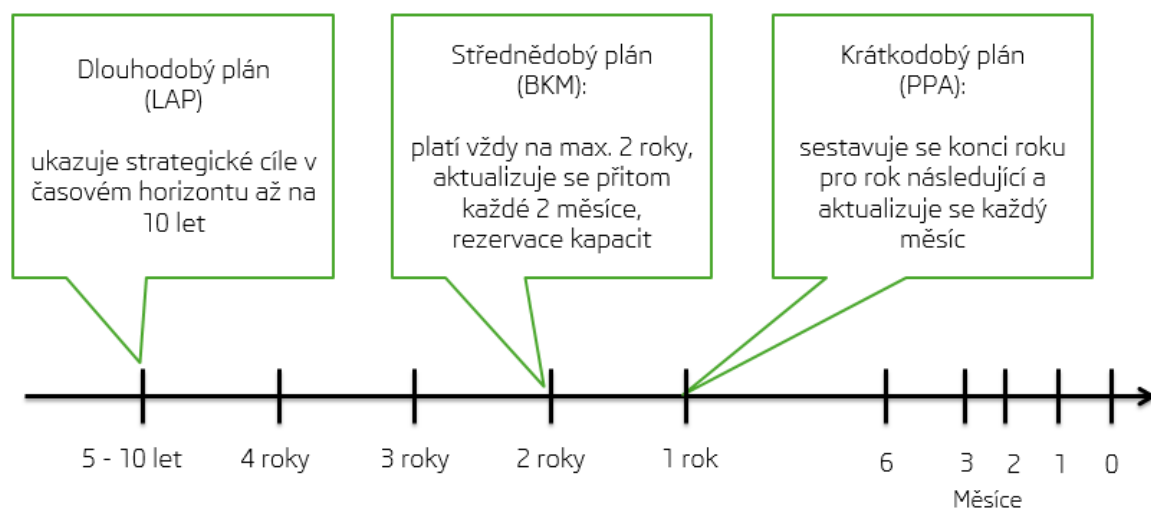 Dlouhodobý plán
(LAP)
ukazuje strategické cíle v
časovém horizontu až na
10 let
Střednědobý plán
(BKM):
platí vždy na max. 2 roky,
aktualizuje se přitom
každé 2 měsíce,
rezervace kapacit
Krátkodobý plán
(PPA):
sestavuje se konci roku
pro rok následující a
aktualizuje se každý
měsíc
5 - 10 let 4 roky 3 roky 2 roky 1 rok 6 3 2 1 0
Měsíce